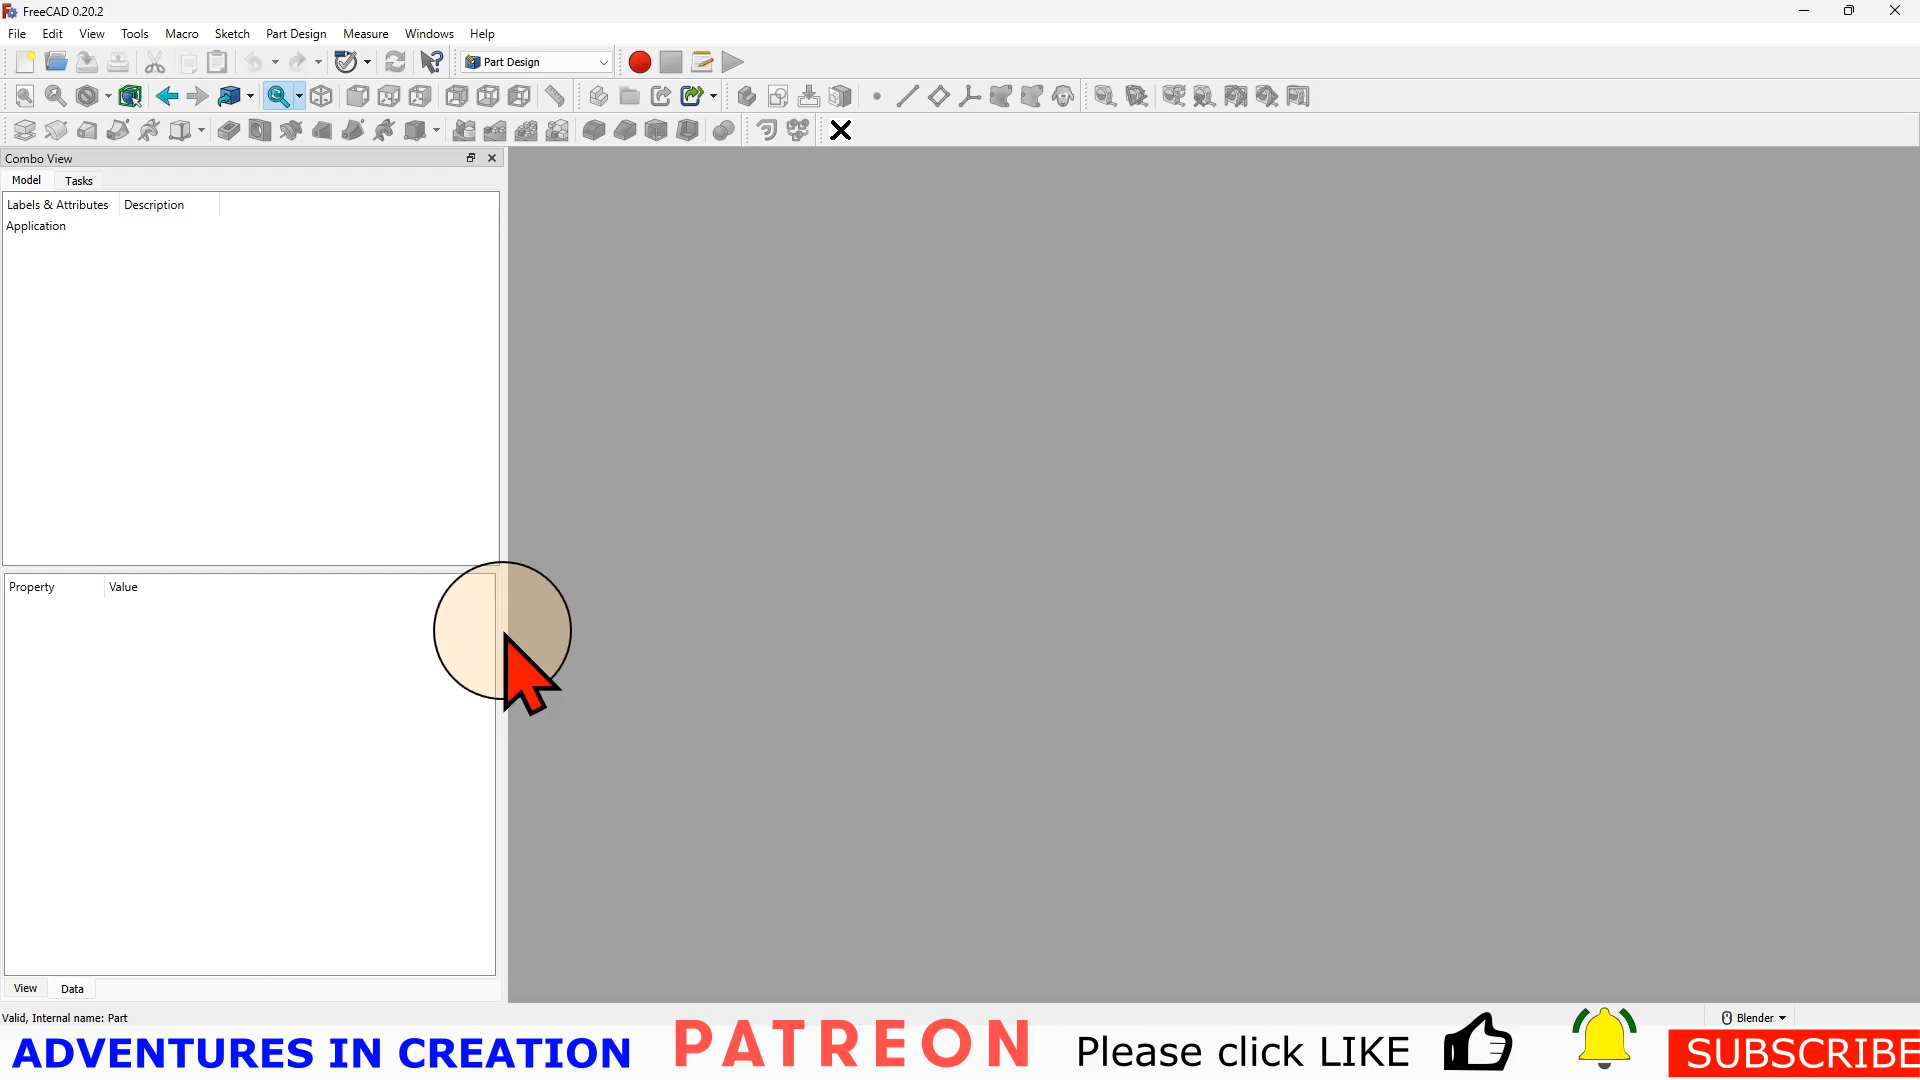 FreeCAD 0.20.2
File Edit View Tools Macro Sketch Part Design Measure Windows Help
Part Design
Combo View
Model Tasks
Labels & Attributes Description
Application
Property Value
View Data
Valid, Internal name: Part
Blender
ADVENTURES IN CREATION PATREON Please click LIKE SUBSCRIBE